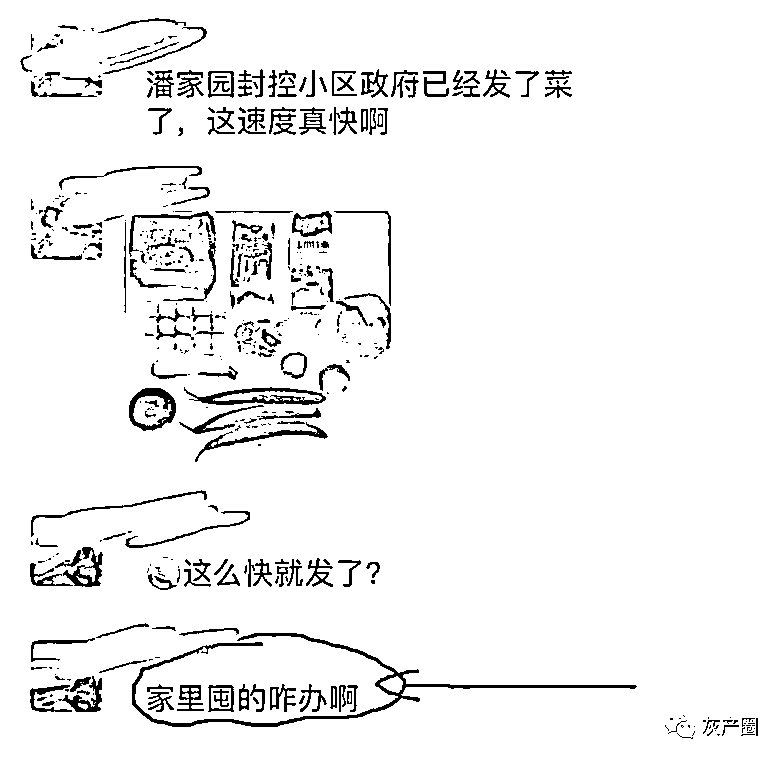 潘家园封控小区政府已经发了菜
了，这速度真快啊
这么快就发了？
家里囤的咋办啊
灰产圈